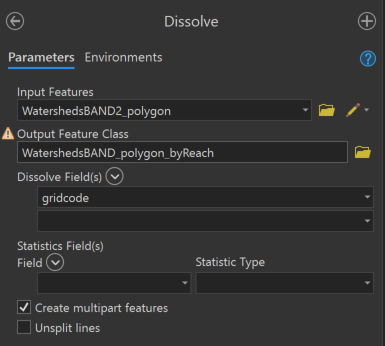 Dissolve
Parameters Environments
Input Features
WatershedsBAND2_polygon
Output Feature Class
WatershedsBAND_polygon_byReach
Dissolve Field(s)
gridcode
Statistics Field(s)
Field Statistic Type
Create multipart features
Unsplit lines